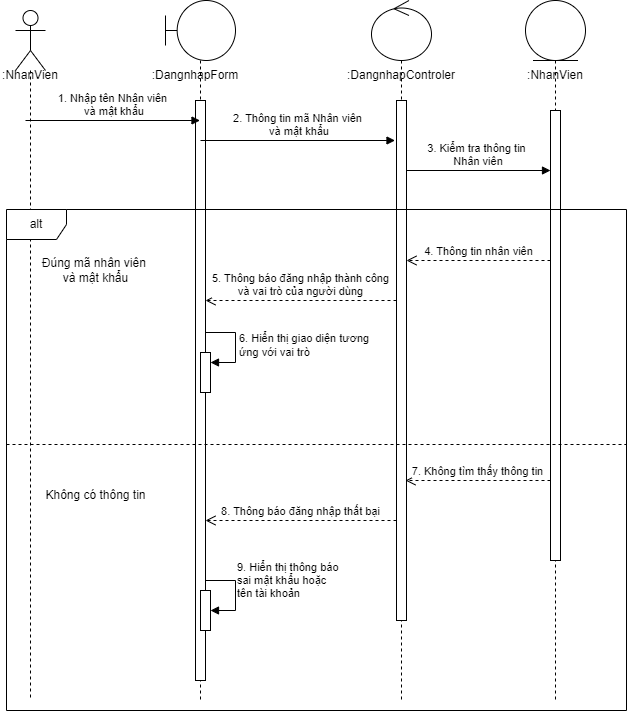 :NhanVien
:DangnhapForm
:DangnhapControler
:NhanVien
1. Nhập tên Nhân viên
và mật khẩu
2. Thông tin mã Nhân viên
và mật khẩu
3. Kiểm tra thông tin
Nhân viên
alt
Đúng mã nhân viên
và mật khẩu
4. Thông tin nhân viên
5. Thông báo đăng nhập thành công
và vai trò của người dùng
6. Hiển thị giao diện tương
ứng với vai trò
Không có thông tin
7. Không tìm thấy thông tin
8. Thông báo đăng nhập thất bại
9. Hiển thị thông báo
sai mật khẩu hoặc
tên tài khoản